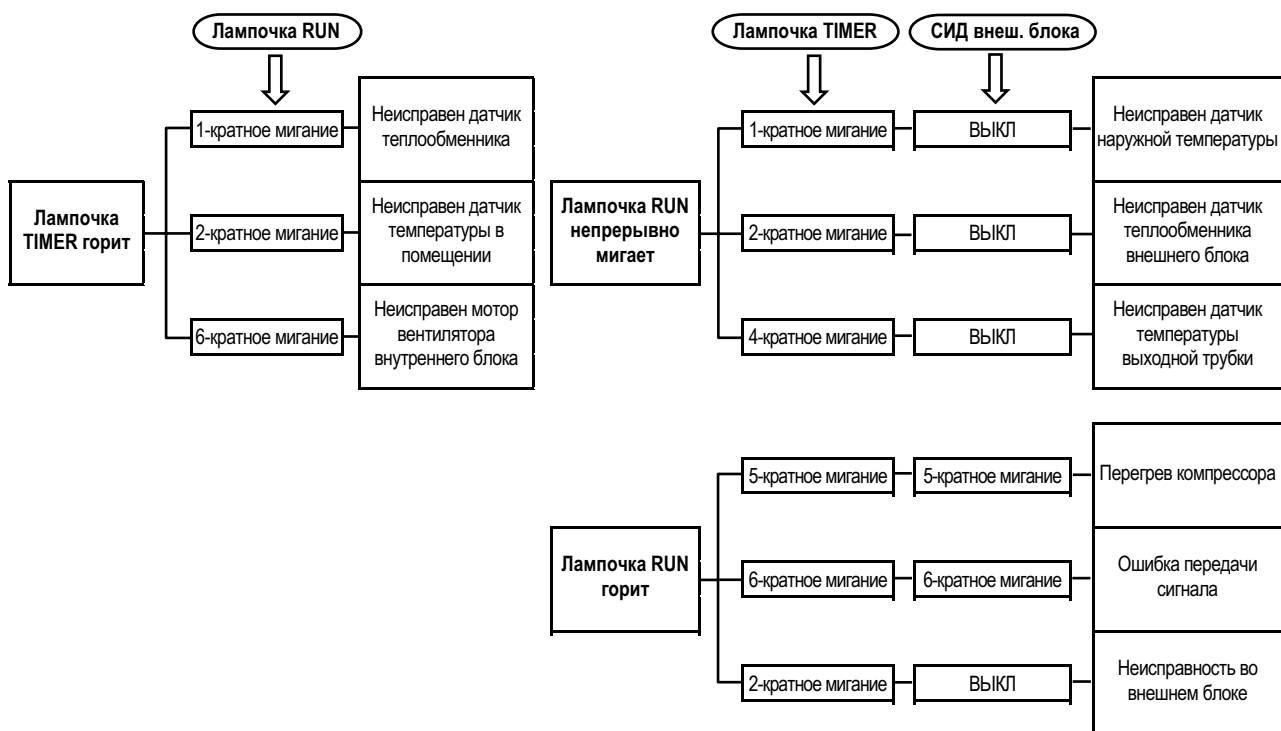 Лампочка RUN
1-кратное мигание
Неисправен датчик
теплообменника
Лампочка
TIMER горит
2-кратное мигание
Неисправен датчик
температуры в
помещении
6-кратное мигание
Неисправен мотор
вентилятора
внутреннего блока
Лампочка TIMER
СИД внеш. блока
1-кратное мигание
ВЫКЛ
Неисправен датчик
наружной температуры
Лампочка RUN
непрерывно
мигает
2-кратное мигание
ВЫКЛ
Неисправен датчик
теплообменника
внешнего блока
4-кратное мигание
ВЫКЛ
Неисправен датчик
температуры
выходной трубки
5-кратное мигание
5-кратное мигание
Перегрев компрессора
Лампочка RUN
горит
6-кратное мигание
6-кратное мигание
Ошибка передачи
сигнала
2-кратное мигание
ВЫКЛ
Неисправность во
внешнем блоке